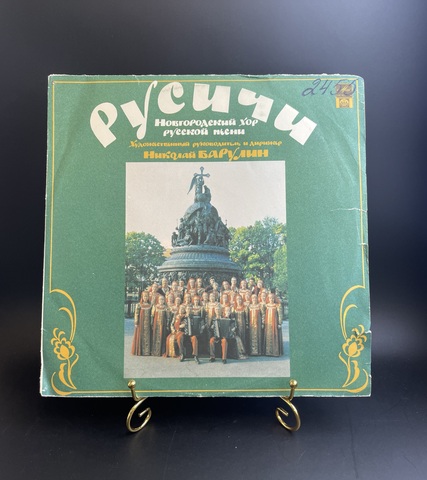 Русичи
Новгородский хор
русской песни
Художественный руководитель и дирижер
Николай БАРУЛИН